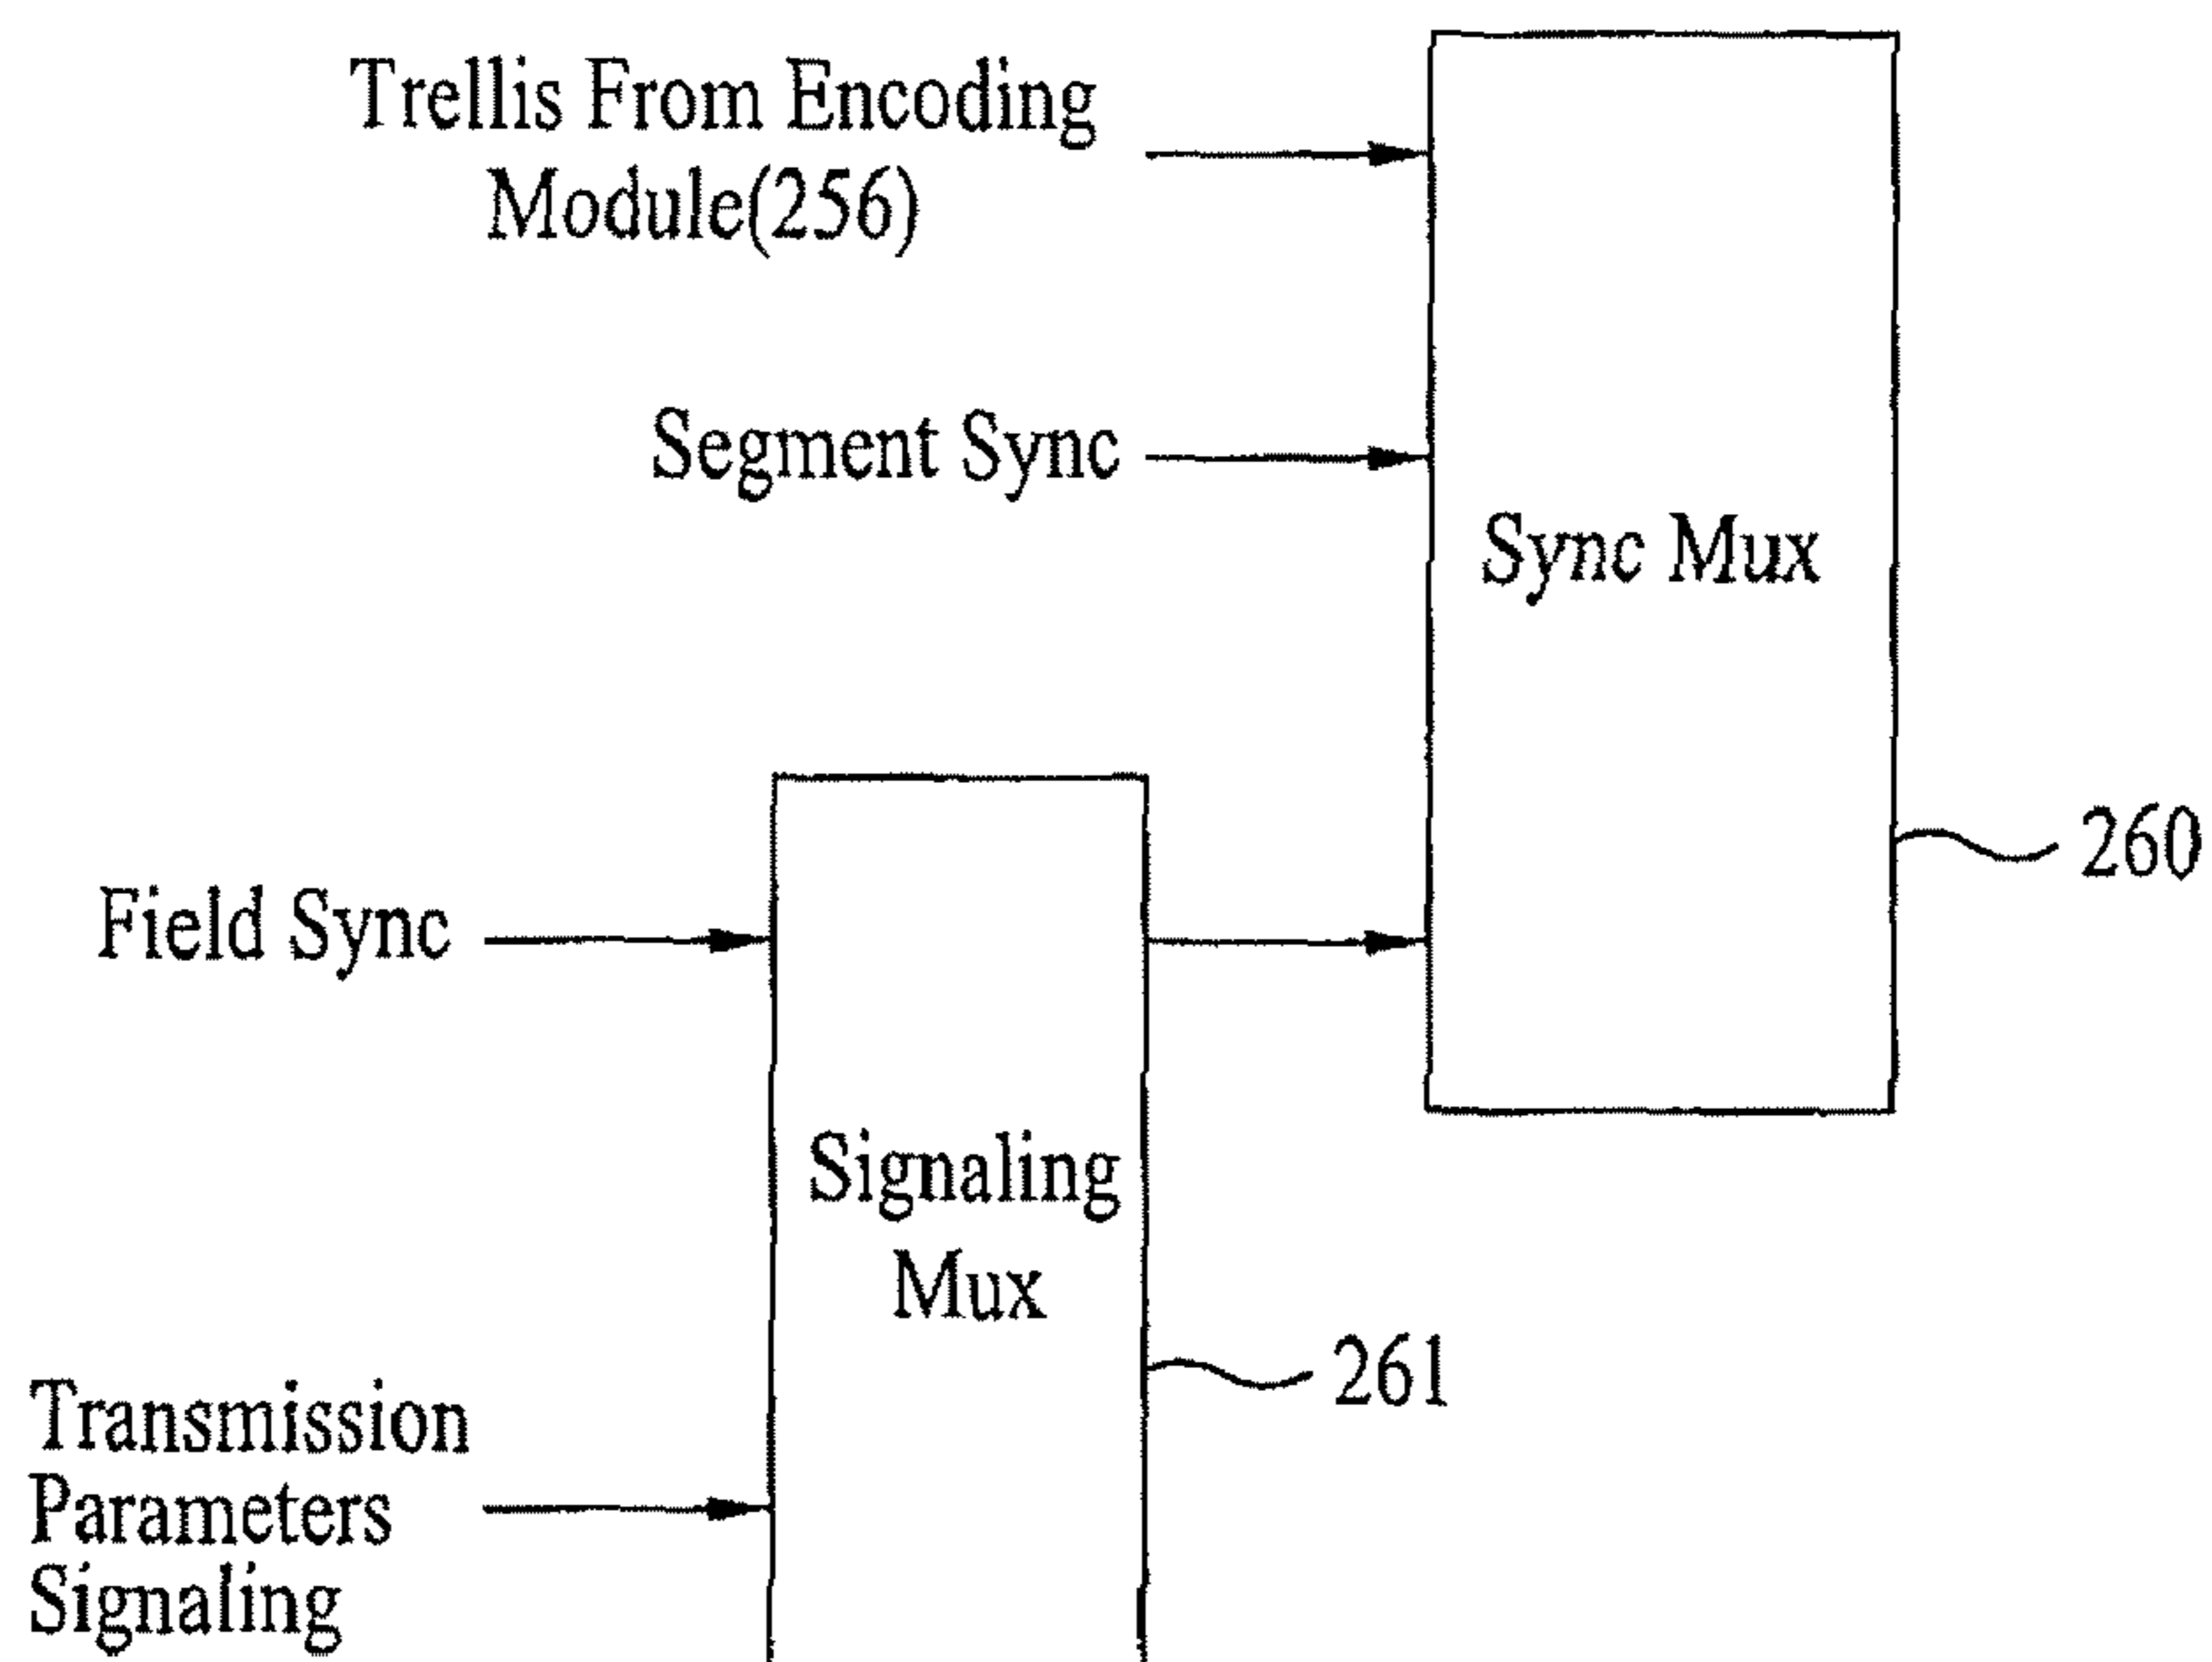 Trellis From Encoding
Module(256)
Segment Sync
Sync Mux
260
Field Sync
Signaling
Mux
261
Transmission
Parameters
Signaling